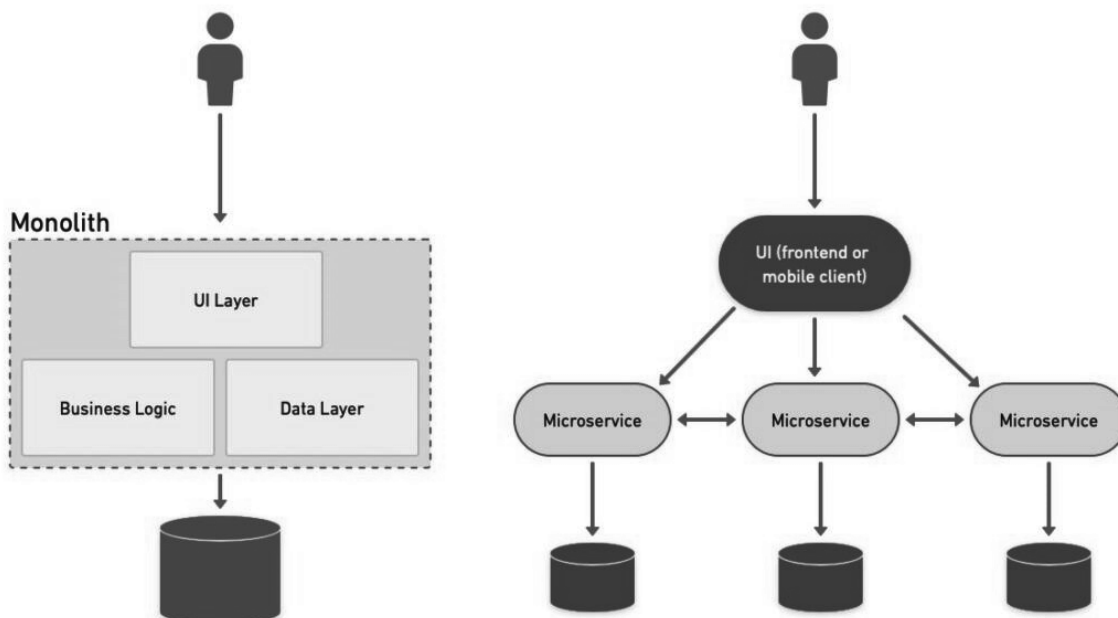 Monolith
UI Layer
Business Logic
Data Layer
UI (frontend or
mobile client)
Microservice
Microservice
Microservice